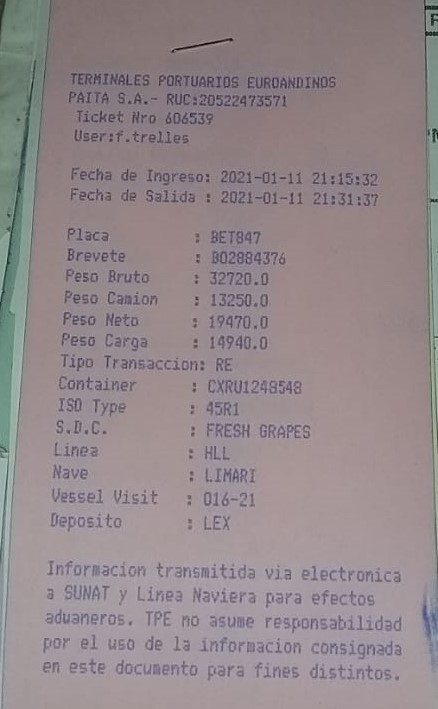 TERMINALES PORTUARIOS EUROANDINOS
PAITA S.A.- RUC:20522473571
Ticket Nro 606539
User:f.trelles
Fecha de Ingreso: 2021-01-11 21:15:32
Fecha de Salida : 2021-01-11 21:31:37
Placa : BET847
Brevete : B02884376
Peso Bruto : 32720.0
Peso Camion : 13250.0
Peso Neto : 19470.0
Peso Carga : 14940.0
Tipo Transaccion: RE
Container : CXRU1248548
ISO Type : 45R1
S.D.C. : FRESH GRAPES
Linea : HLL
Nave : LIMARI
Vessel Visit : 016-21
Deposito : LEX
Informacion transmitida via electronica
a SUNAT y Linea Naviera para efectos
aduaneros. TPE no asume responsabilidad
por el uso de la informacion consignada
en este documento para fines distintos.